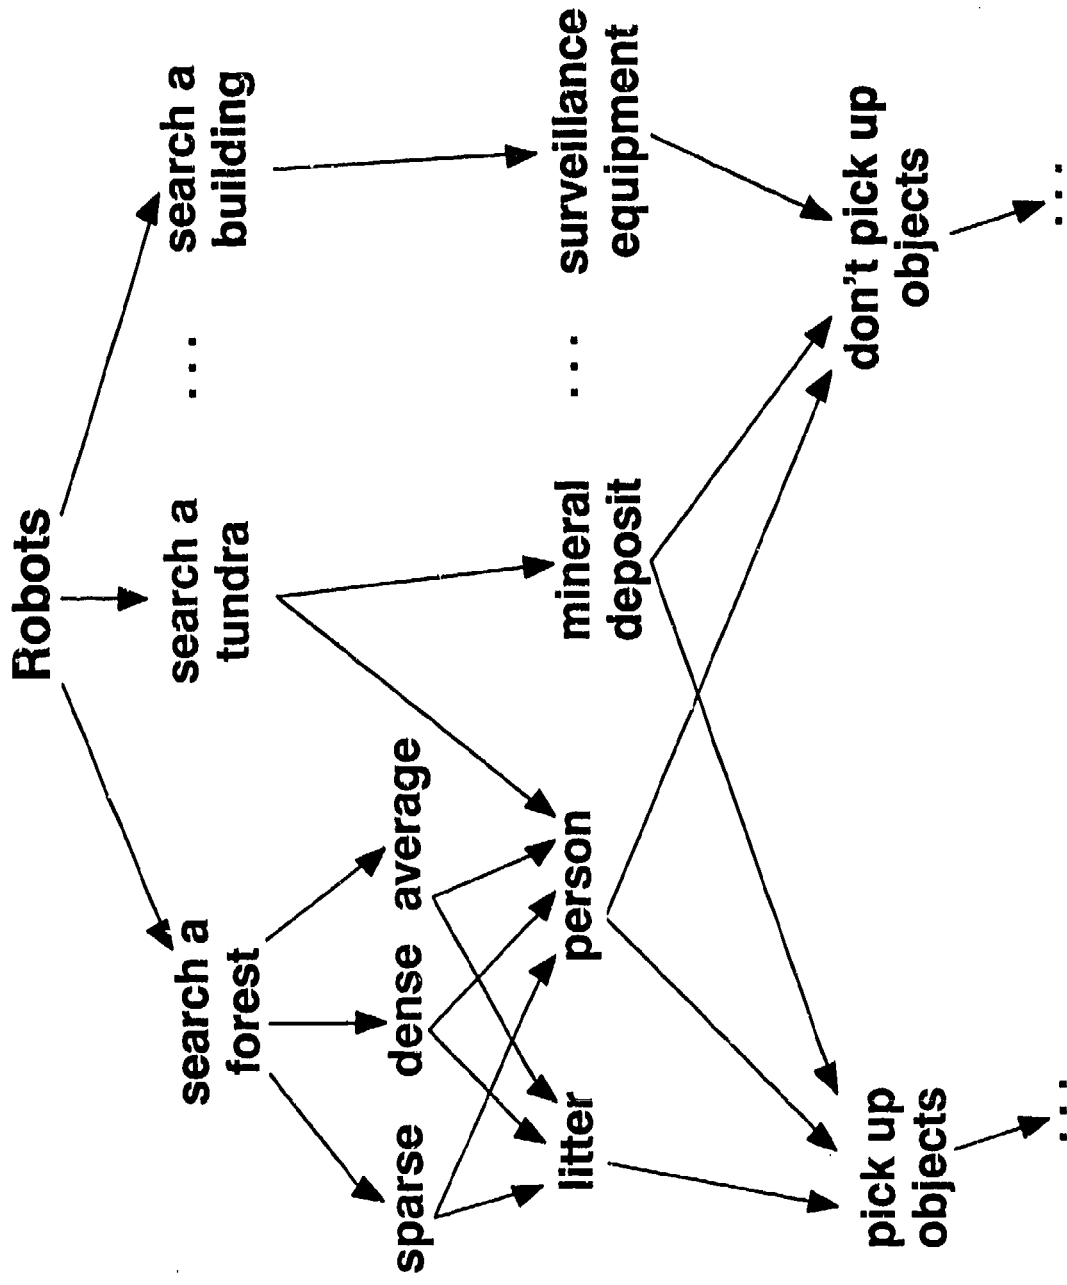 Robots
search a
forest
search a
tundra
...
search a
building
sparse
dense
average
litter
person
mineral
deposit
...
surveillance
equipment
pick up
objects
don't pick up
objects
...
...